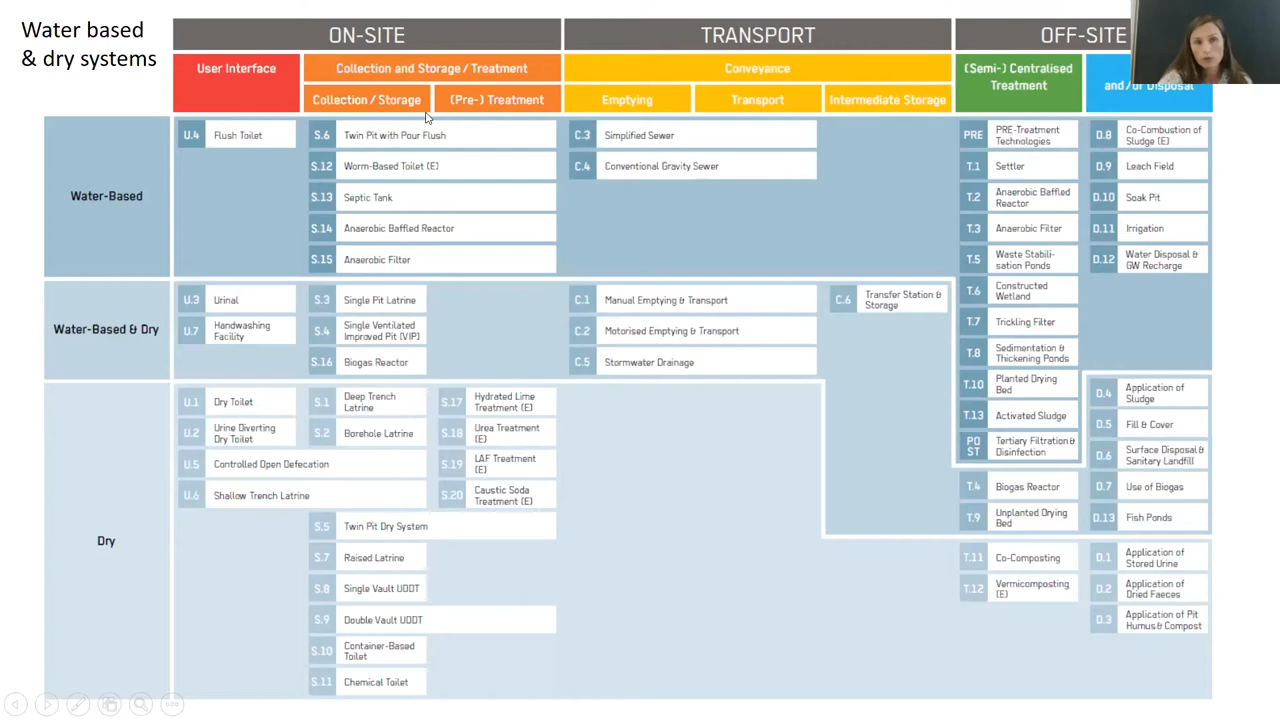 Water based
& dry systems
ON-SITE
TRANSPORT
OFF-SITE
User Interface
Collection and Storage/Treatment
Conveyance
(Semi-) Centralised
Treatment
and/or Disposal
Collection / Storage
(Pre-) Treatment
Emptying
Transport
Intermediate Storage
Water-Based
U.4 Flush Toilet
S.6 Twin Pit with Pour Flush
S.12 Worm-Based Toilet (E)
S.13 Septic Tank
S.14 Anaerobic Baffled Reactor
S.15 Anaerobic Filter
C.3 Simplified Sewer
C.4 Conventional Gravity Sewer
PRE PRE-Treatment
Technologies
T.1 Settler
T.2 Anaerobic Baffled
Reactor
T.3 Anaerobic Filter
T.5 Waste Stabili-
sation Ponds
T.6 Constructed
Wetland
T.7 Trickling Filter
T.8 Sedimentation &
Thickening Ponds
T.10 Planted Drying
Bed
T.13 Activated Sludge
PO
ST Tertiary Filtration &
Disinfection
D.8 Co-Combustion of
Sludge (E)
D.9 Leach Field
D.10 Soak Pit
D.11 Irrigation
D.12 Water Disposal &
GW Recharge
Water-Based & Dry
U.3 Urinal
U.7 Handwashing
Facility
S.3 Single Pit Latrine
S.4 Single Ventilated
Improved Pit (VIP)
S.16 Biogas Reactor
C.1 Manual Emptying & Transport
C.2 Motorised Emptying & Transport
C.5 Stormwater Drainage
C.6 Transfer Station &
Storage
T.4 Biogas Reactor
T.9 Unplanted Drying
Bed
D.4 Application of
Sludge
D.5 Fill & Cover
D.6 Surface Disposal &
Sanitary Landfill
D.7 Use of Biogas
D.13 Fish Ponds
Dry
U.1 Dry Toilet
U.2 Urine Diverting
Dry Toilet
U.5 Controlled Open Defecation
U.6 Shallow Trench Latrine
S.1 Deep Trench
Latrine
S.2 Borehole Latrine
S.17 Hydrated Lime
Treatment (E)
S.18 Urea Treatment
(E)
S.19 LAF Treatment
(E)
S.20 Caustic Soda
Treatment (E)
S.5 Twin Pit Dry System
S.7 Raised Latrine
S.8 Single Vault UDDT
S.9 Double Vault UDDT
S.10 Container-Based
Toilet
S.11 Chemical Toilet
T.11 Co-Composting
T.12 Vermicomposting
(E)
D.1 Application of
Stored Urine
D.2 Application of
Dried Faeces
D.3 Application of Pit
Humus & Compost